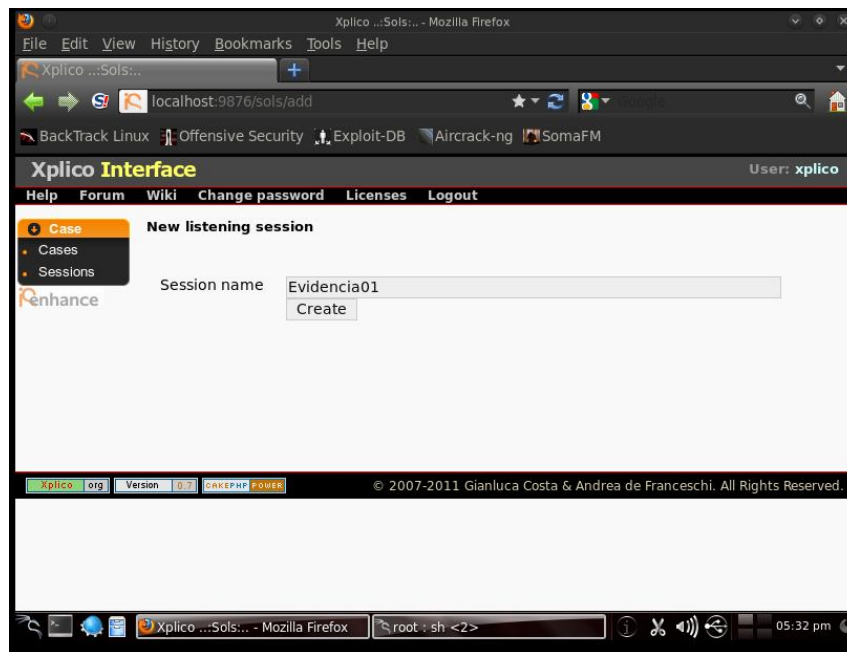 Xplico ..:Sols:.. - Mozilla Firefox
File Edit View History Bookmarks Tools Help
Xplico ..:Sols:..
localhost:9876/sols/add Google
BackTrack Linux Offensive Security Exploit-DB Aircrack-ng SomaFM
Xplico Interface User: xplico
Help Forum Wiki Change password Licenses Logout
Case
New listening session
Cases
Sessions
Session name Evidencia01
enhance
Create
Xplico org Version 0.7 CAKEPHP POWER © 2007-2011 Gianluca Costa & Andrea de Franceschi. All Rights Reserved.
Xplico ..:Sols:.. - Mozilla Firefox root : sh <2> 05:32 pm